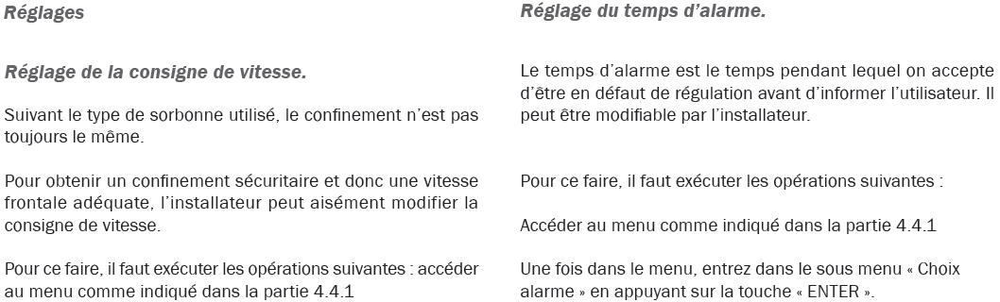 Réglages
Réglage de la consigne de vitesse.
Suivant le type de sorbonne utilisé, le confinement n’est pas
toujours le même.
Pour obtenir un confinement sécuritaire et donc une vitesse
frontale adéquate, l’installateur peut aisément modifier la
consigne de vitesse.
Pour ce faire, il faut exécuter les opérations suivantes : accéder
au menu comme indiqué dans la partie 4.4.1
Réglage du temps d’alarme.
Le temps d’alarme est le temps pendant lequel on accepte
d’être en défaut de régulation avant d’informer l’utilisateur. Il
peut être modifiable par l’installateur.
Pour ce faire, il faut exécuter les opérations suivantes :
Accéder au menu comme indiqué dans la partie 4.4.1
Une fois dans le menu, entrez dans le sous menu « Choix
alarme » en appuyant sur la touche « ENTER ».